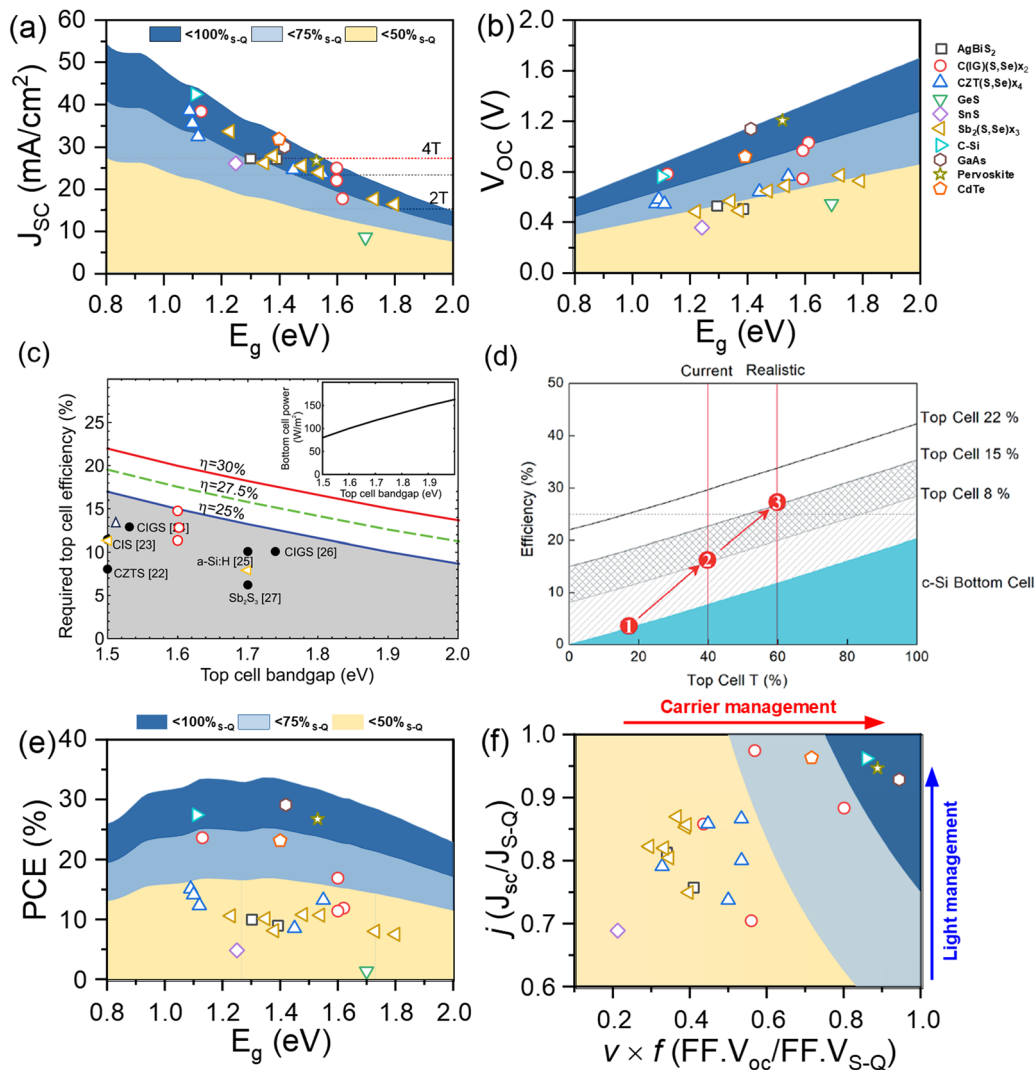 (a)
<100%S-Q <75%S-Q <50%S-Q
60
50
40
30
20
10
0
JSC (mA/cm²)
4T
2T
0.8 1.0 1.2 1.4 1.6 1.8 2.0
Eg (eV)
(b)
2.0
1.6
1.2
0.8
0.4
0.0
VOC (V)
0.8 1.0 1.2 1.4 1.6 1.8 2.0
Eg (eV)
AgBiS₂
C(IG)(S,Se)x₂
CZT(S,Se)x₄
GeS
SnS
Sb₂(S,Se)x₃
C-Si
GaAs
Pervoskite
CdTe
(c)
Required top cell efficiency (%)
25
20
15
10
5
0
η=30%
η=27.5%
η=25%
CIS [23]
CZTS [22]
a-Si:H [25]
CIGS [26]
Sb₂S₃ [27]
1.5 1.6 1.7 1.8 1.9 2.0
Top cell bandgap (eV)
Bottom cell power
(W/m²)
150
100
50
0
1.5 1.6 1.7 1.8 1.9
Top cell bandgap (eV)
(d)
Current Realistic
50
40
30
20
10
0
Efficiency (%)
Top Cell 22 %
Top Cell 15 %
Top Cell 8 %
c-Si Bottom Cell
1
2
3
0 20 40 60 80 100
Top Cell T (%)
<100%S-Q <75%S-Q <50%S-Q
(e)
40
30
20
10
0
PCE (%)
0.8 1.0 1.2 1.4 1.6 1.8 2.0
Eg (eV)
Carrier management
(f)
1.0
0.9
0.8
0.7
0.6
j (Jsc/JS-Q)
Light management
0.2 0.4 0.6 0.8 1.0
v × f (FF.Voc/FF.VS-Q)